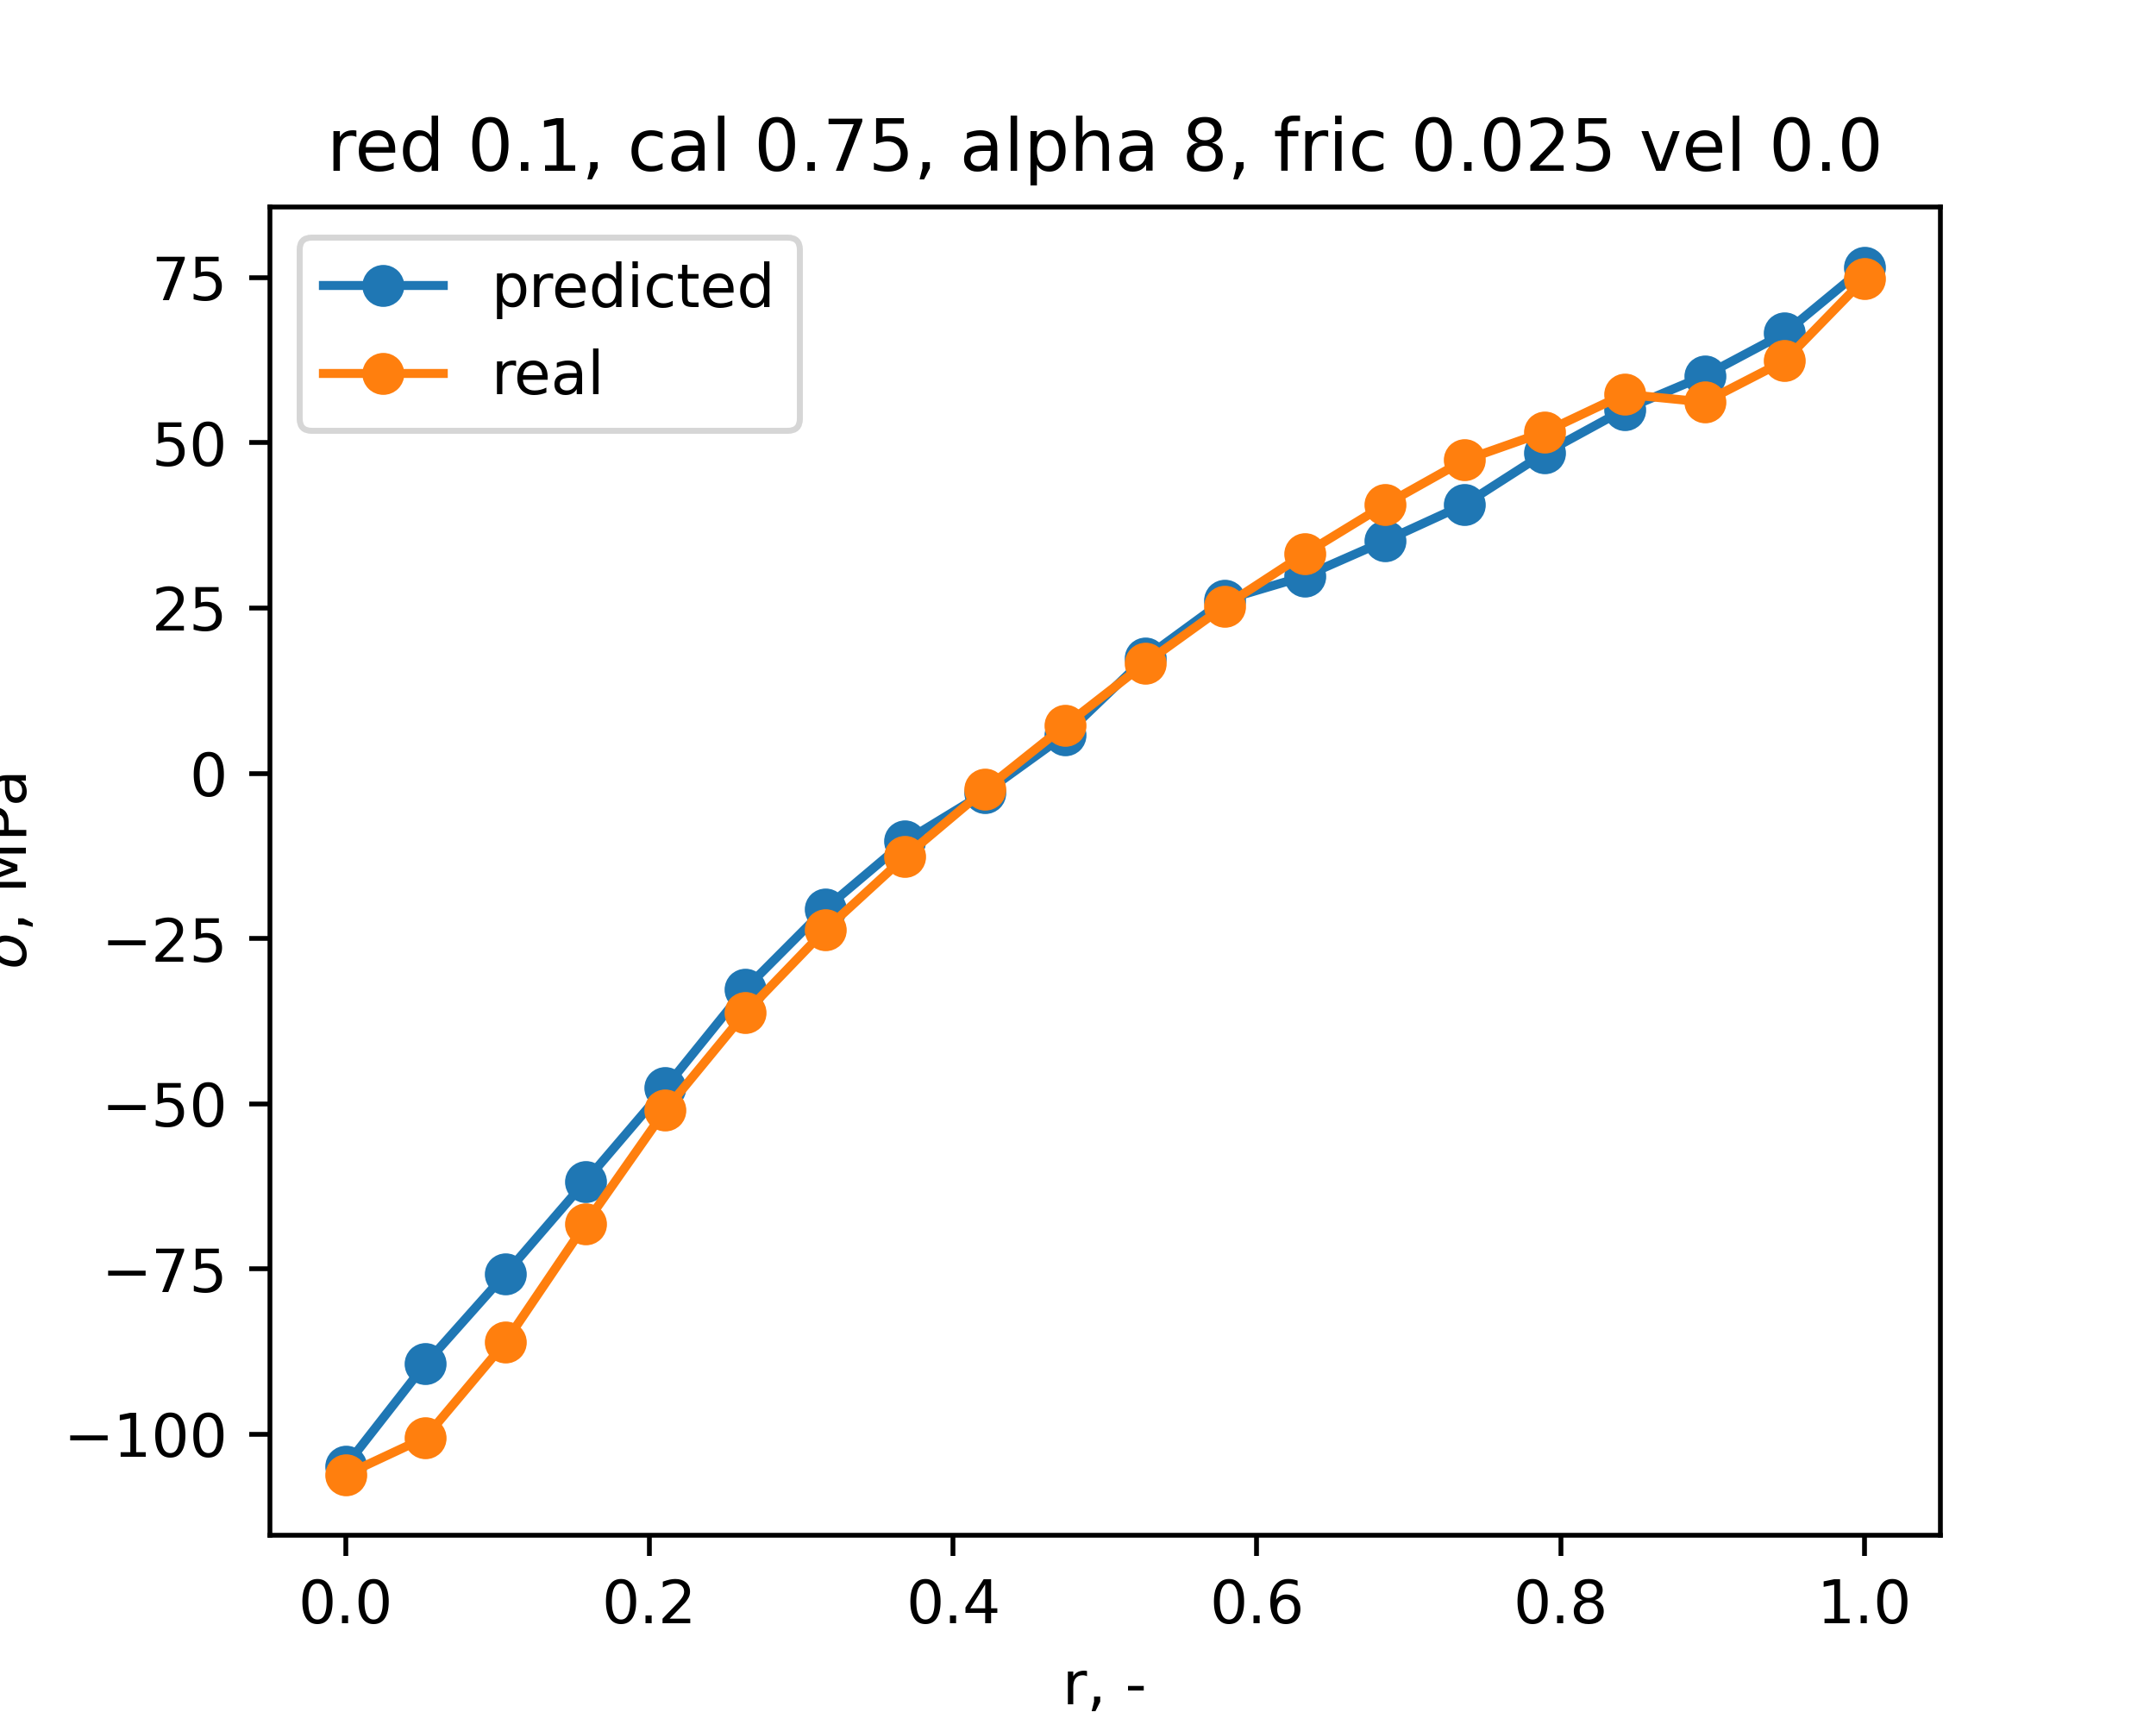 red 0.1, cal 0.75, alpha 8, fric 0.025 vel 0.0
predicted
real
75
50
25
0
−25
−50
−75
−100
σ, MPa
0.0 0.2 0.4 0.6 0.8 1.0
r, -